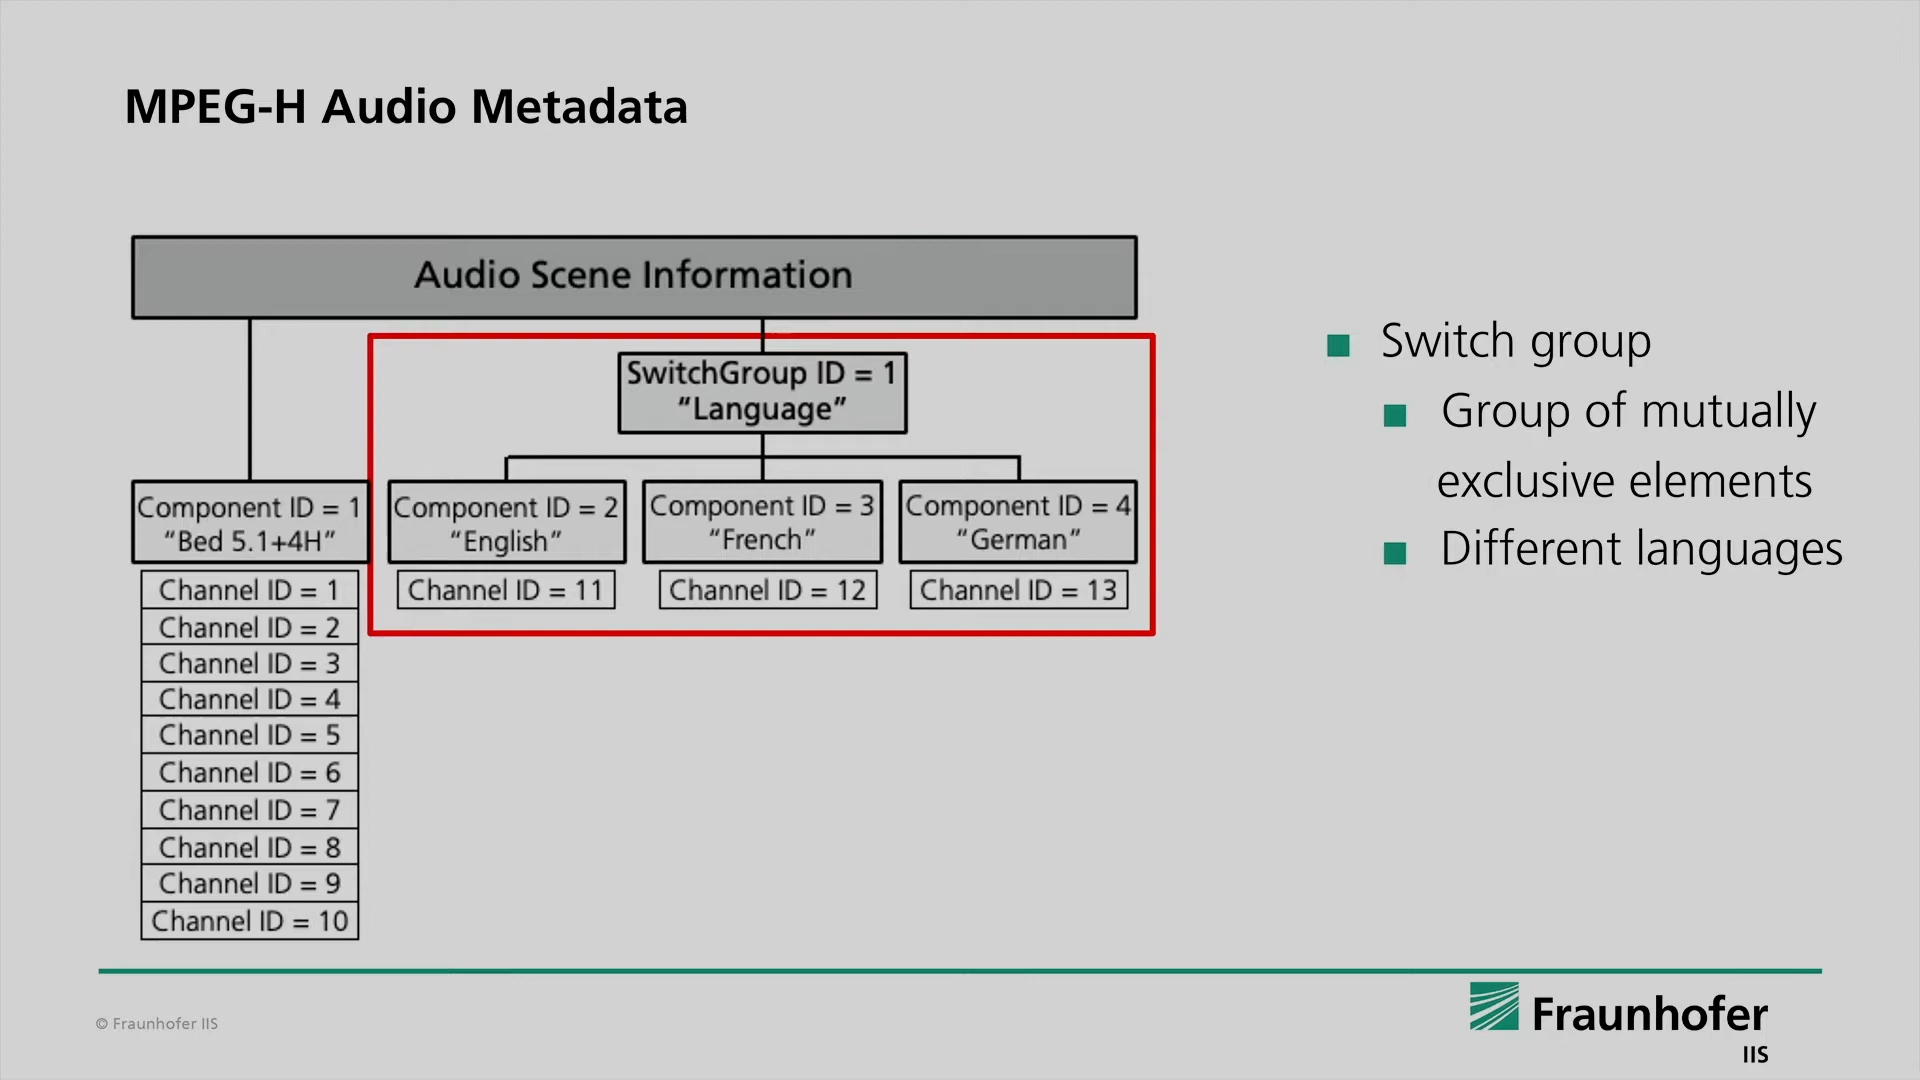 MPEG-H Audio Metadata
Audio Scene Information
SwitchGroup ID = 1
“Language”
Component ID = 1
“Bed 5.1+4H”
Component ID = 2
“English”
Component ID = 3
“French”
Component ID = 4
“German”
Channel ID = 1
Channel ID = 2
Channel ID = 3
Channel ID = 4
Channel ID = 5
Channel ID = 6
Channel ID = 7
Channel ID = 8
Channel ID = 9
Channel ID = 10
Channel ID = 11
Channel ID = 12
Channel ID = 13
Switch group
Group of mutually
exclusive elements
Different languages
© Fraunhofer IIS
Fraunhofer
IIS